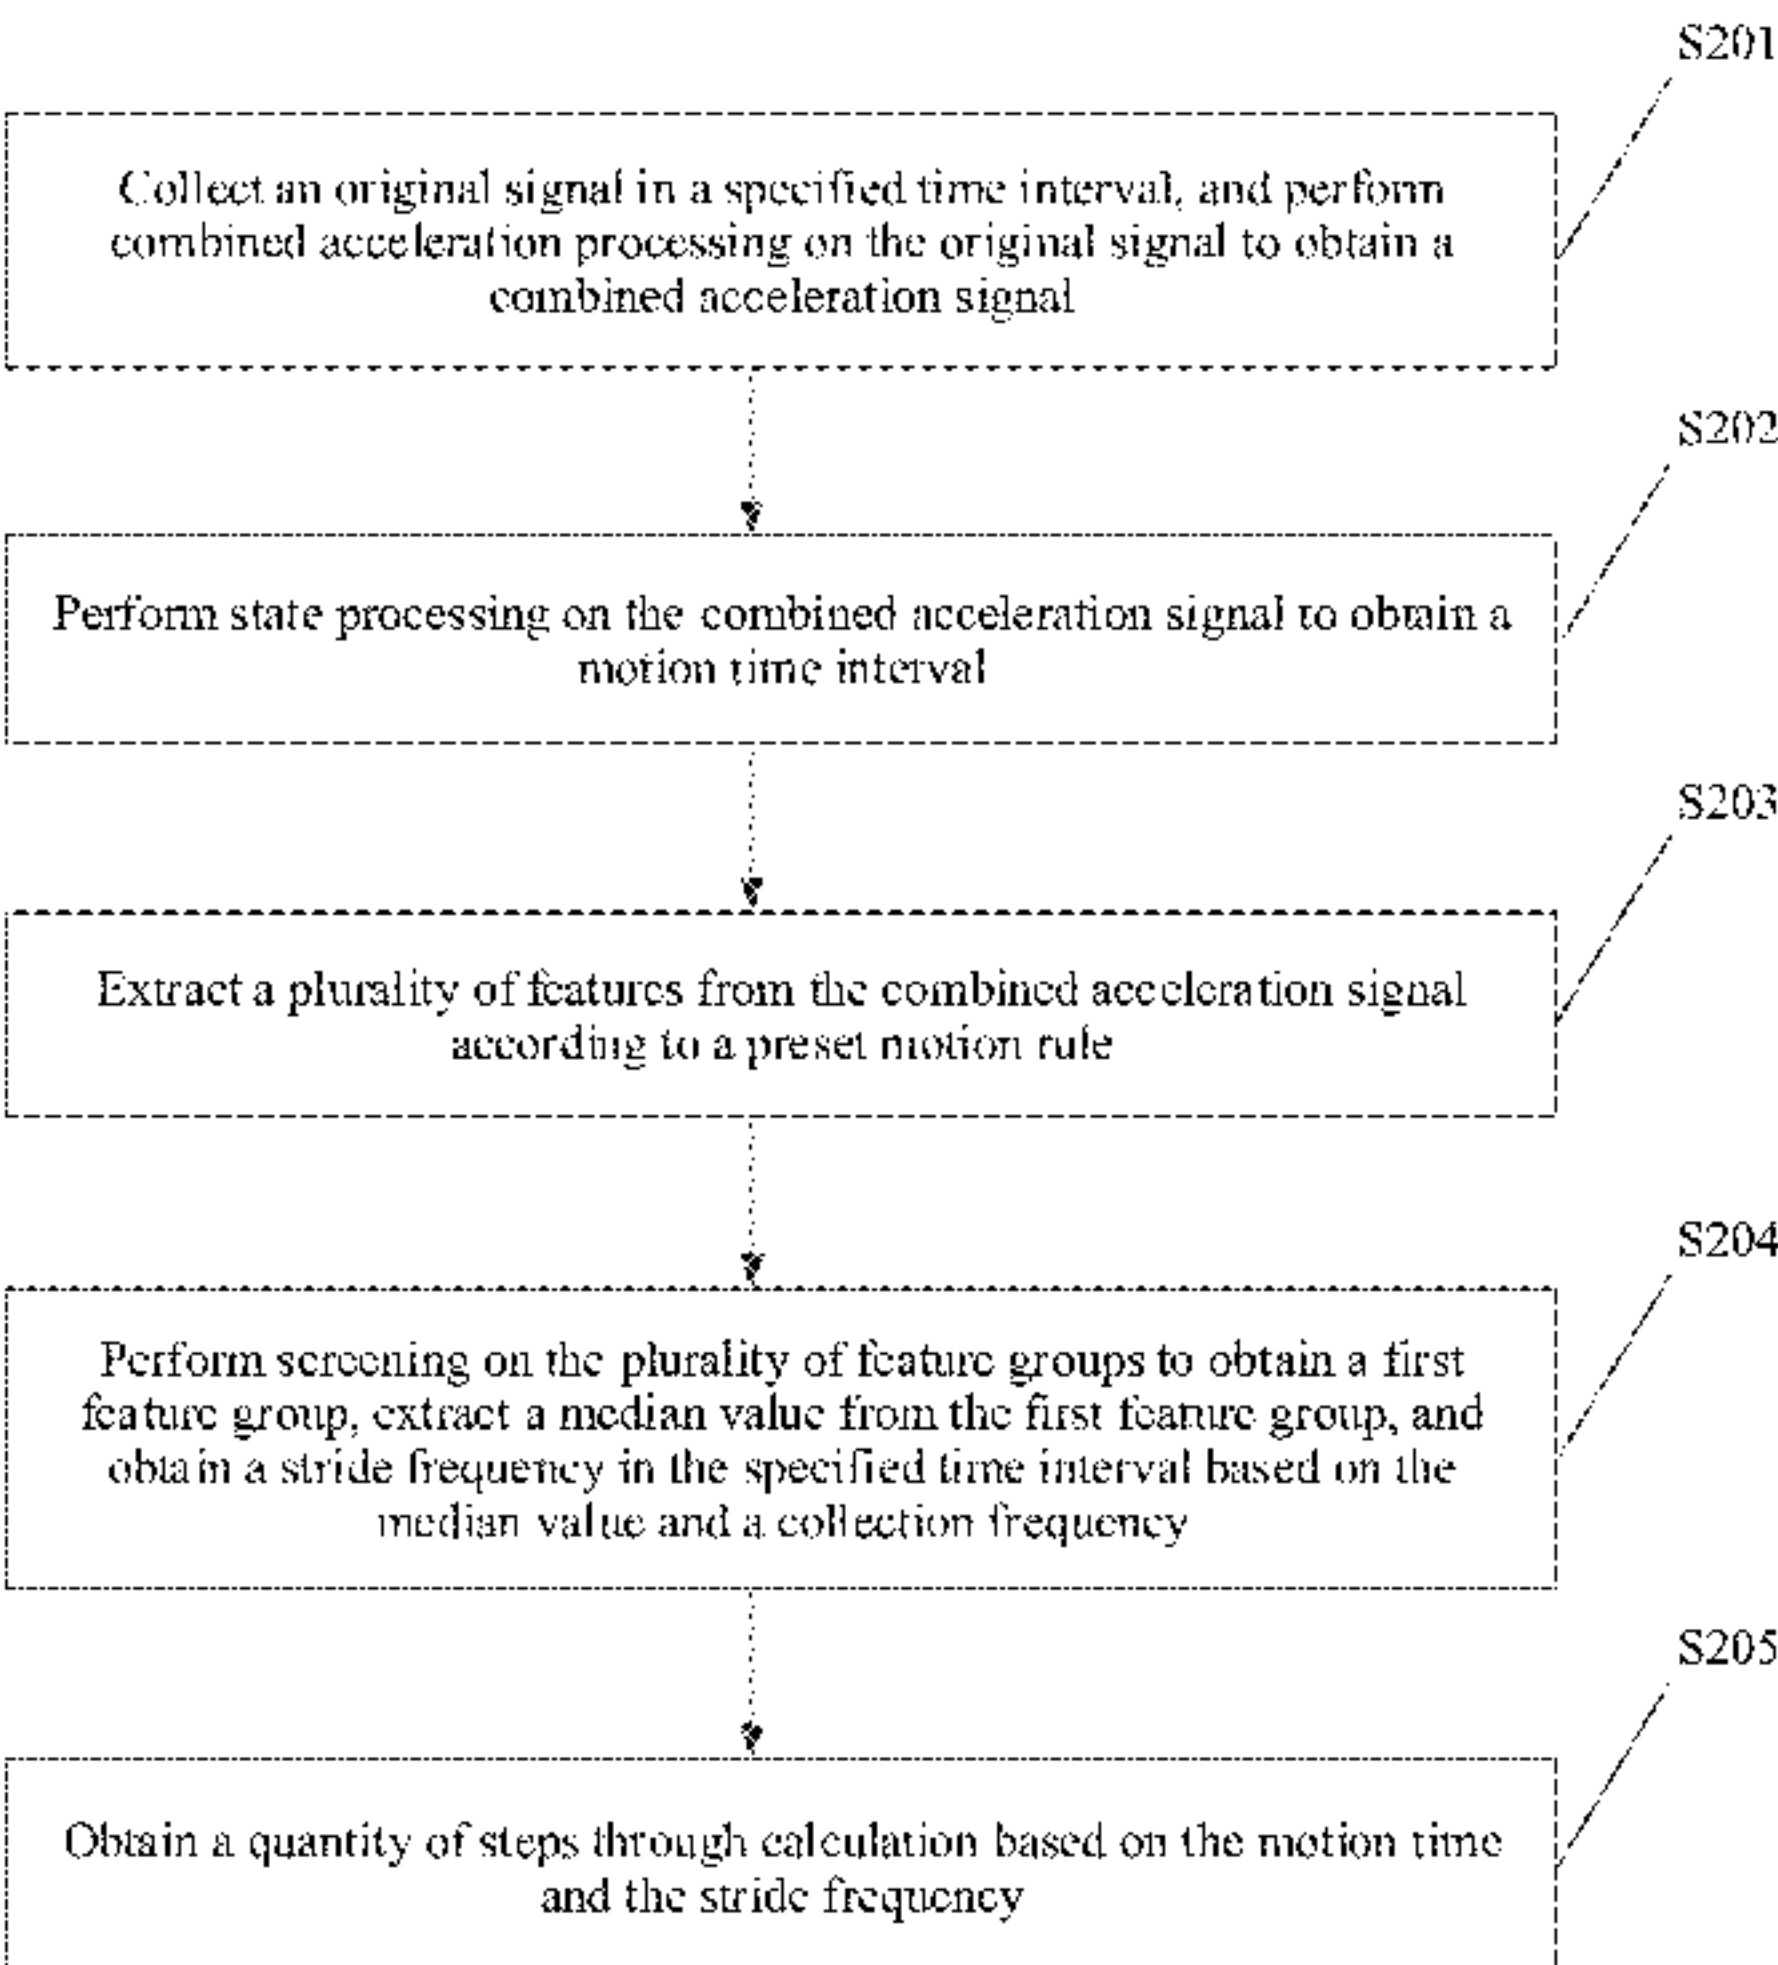 S201
Collect an original signal in a specified time interval, and perform
combined acceleration processing on the original signal to obtain a
combined acceleration signal
S202
Perform state processing on the combined acceleration signal to obtain a
motion time interval
S203
Extract a plurality of features from the combined acceleration signal
according to a preset motion rule
S204
Perform screening on the plurality of feature groups to obtain a first
feature group, extract a median value from the first feature group, and
obtain a stride frequency in the specified time interval based on the
median value and a collection frequency
S205
Obtain a quantity of steps through calculation based on the motion time
and the stride frequency